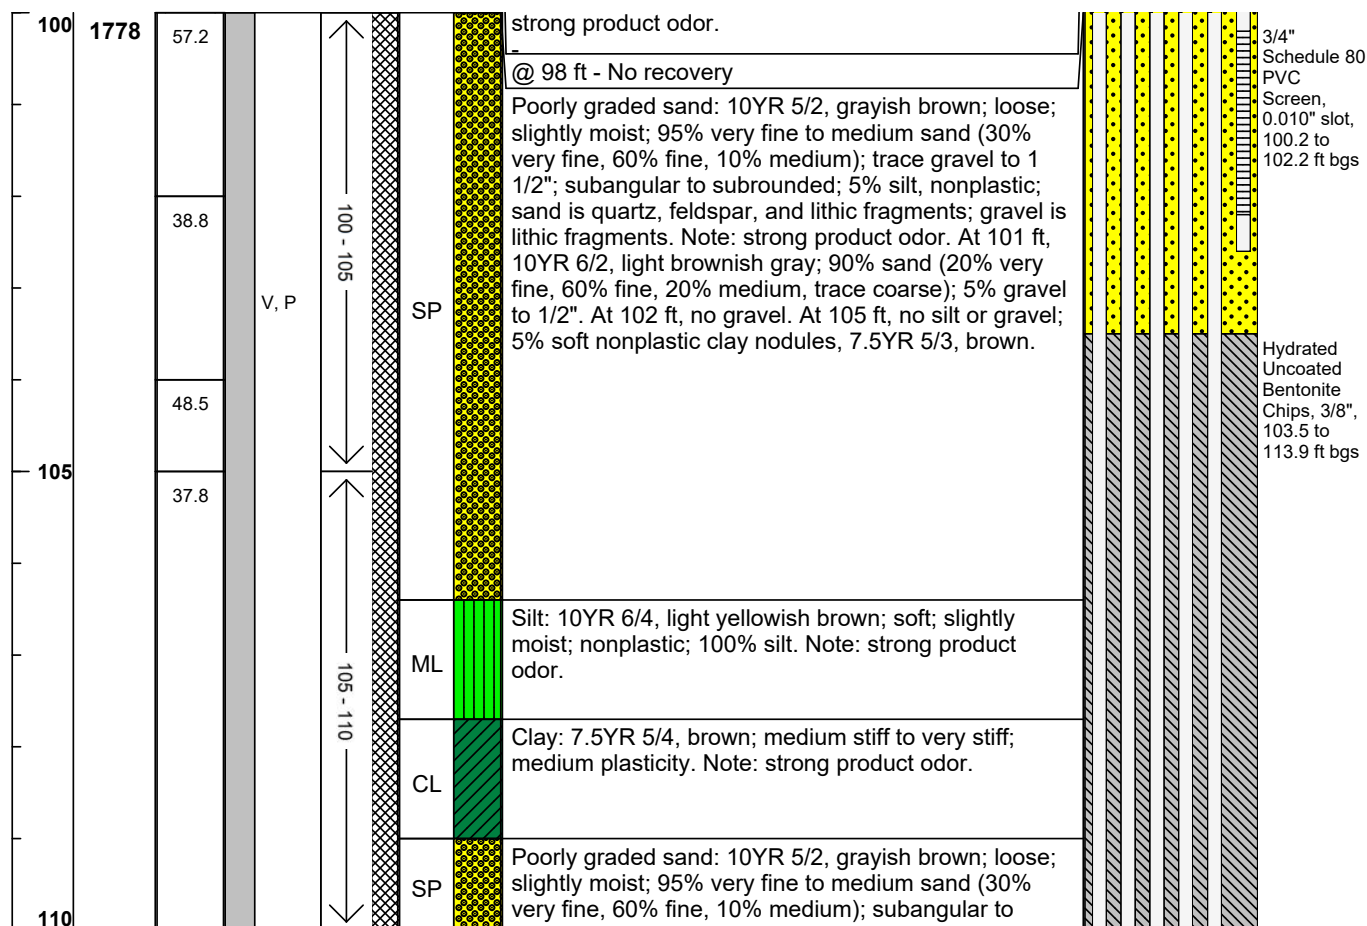 100
1778
57.2
38.8
48.5
105
37.8
110
V, P
100 - 105
105 - 110
SP
ML
CL
SP
strong product odor.
-
@ 98 ft - No recovery
Poorly graded sand: 10YR 5/2, grayish brown; loose;
slightly moist; 95% very fine to medium sand (30%
very fine, 60% fine, 10% medium); trace gravel to 1
1/2"; subangular to subrounded; 5% silt, nonplastic;
sand is quartz, feldspar, and lithic fragments; gravel is
lithic fragments. Note: strong product odor. At 101 ft,
10YR 6/2, light brownish gray; 90% sand (20% very
fine, 60% fine, 20% medium, trace coarse); 5% gravel
to 1/2". At 102 ft, no gravel. At 105 ft, no silt or gravel;
5% soft nonplastic clay nodules, 7.5YR 5/3, brown.
Silt: 10YR 6/4, light yellowish brown; soft; slightly
moist; nonplastic; 100% silt. Note: strong product
odor.
Clay: 7.5YR 5/4, brown; medium stiff to very stiff;
medium plasticity. Note: strong product odor.
Poorly graded sand: 10YR 5/2, grayish brown; loose;
slightly moist; 95% very fine to medium sand (30%
very fine, 60% fine, 10% medium); subangular to
3/4"
Schedule 80
PVC
Screen,
0.010" slot,
100.2 to
102.2 ft bgs
Hydrated
Uncoated
Bentonite
Chips, 3/8",
103.5 to
113.9 ft bgs